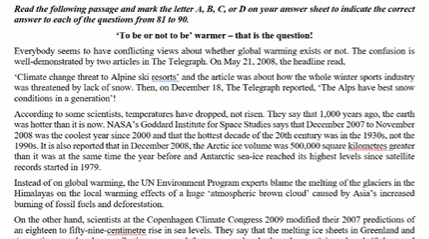 Read the following passage and mark the letter A, B, C, or D on your answer sheet to indicate the correct
answer to each of the questions from 81 to 90.
‘To be or not to be’ warmer – that is the question!
Everybody seems to have conflicting views about whether global warming exists or not. The confusion is
well-demonstrated by two articles in The Telegraph. On May 21, 2008, the headline read,
‘Climate change threat to Alpine ski resorts’ and the article was about how the whole winter sports industry
was threatened by lack of snow. Then, on December 18, The Telegraph reported, ‘The Alps have best snow
conditions in a generation’!
According to some scientists, temperatures have dropped, not risen. They say that 1,000 years ago, the earth
was hotter than it is now. NASA’s Goddard Institute for Space Studies says that December 2007 to November
2008 was the coolest year since 2000 and that the hottest decade of the 20th century was in the 1930s, not the
1990s. It is also reported that in December 2008, the Arctic ice volume was 500,000 square kilometres greater
than it was at the same time the year before and Antarctic sea-ice reached its highest levels since satellite
records started in 1979.
Instead of on global warming, the UN Environment Program experts blame the melting of the glaciers in the
Himalayas on the local warming effects of a huge ‘atmospheric brown cloud’ caused by Asia’s increased
burning of fossil fuels and deforestation.
On the other hand, scientists at the Copenhagen Climate Congress 2009 modified their 2007 predictions of
an eighteen to fifty-nine-centimetre rise in sea levels. They say that the melting ice sheets in Greenland and